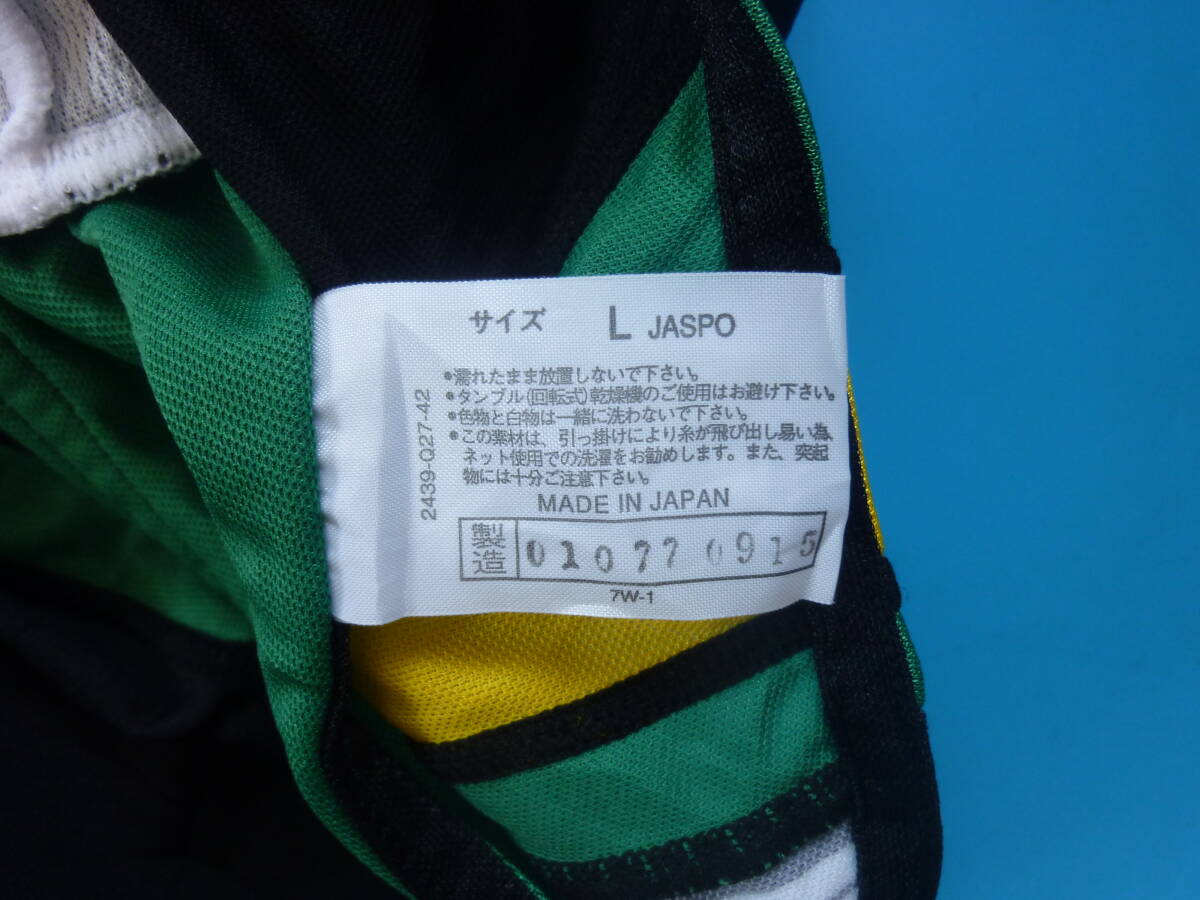 サイズ L JASPO
●濡れたまま放置しないで下さい。
●タンブル(回転式)乾燥機のご使用はお避け下さい。
●色物と白物は一緒に洗わないで下さい。
●この素材は、引っ掛けにより糸が飛び出し易い為、
ネット使用での洗濯をお勧めします。また、突起
物には十分ご注意下さい。
MADE IN JAPAN
製造 01077 0915
7W-1
2439-Q27-42